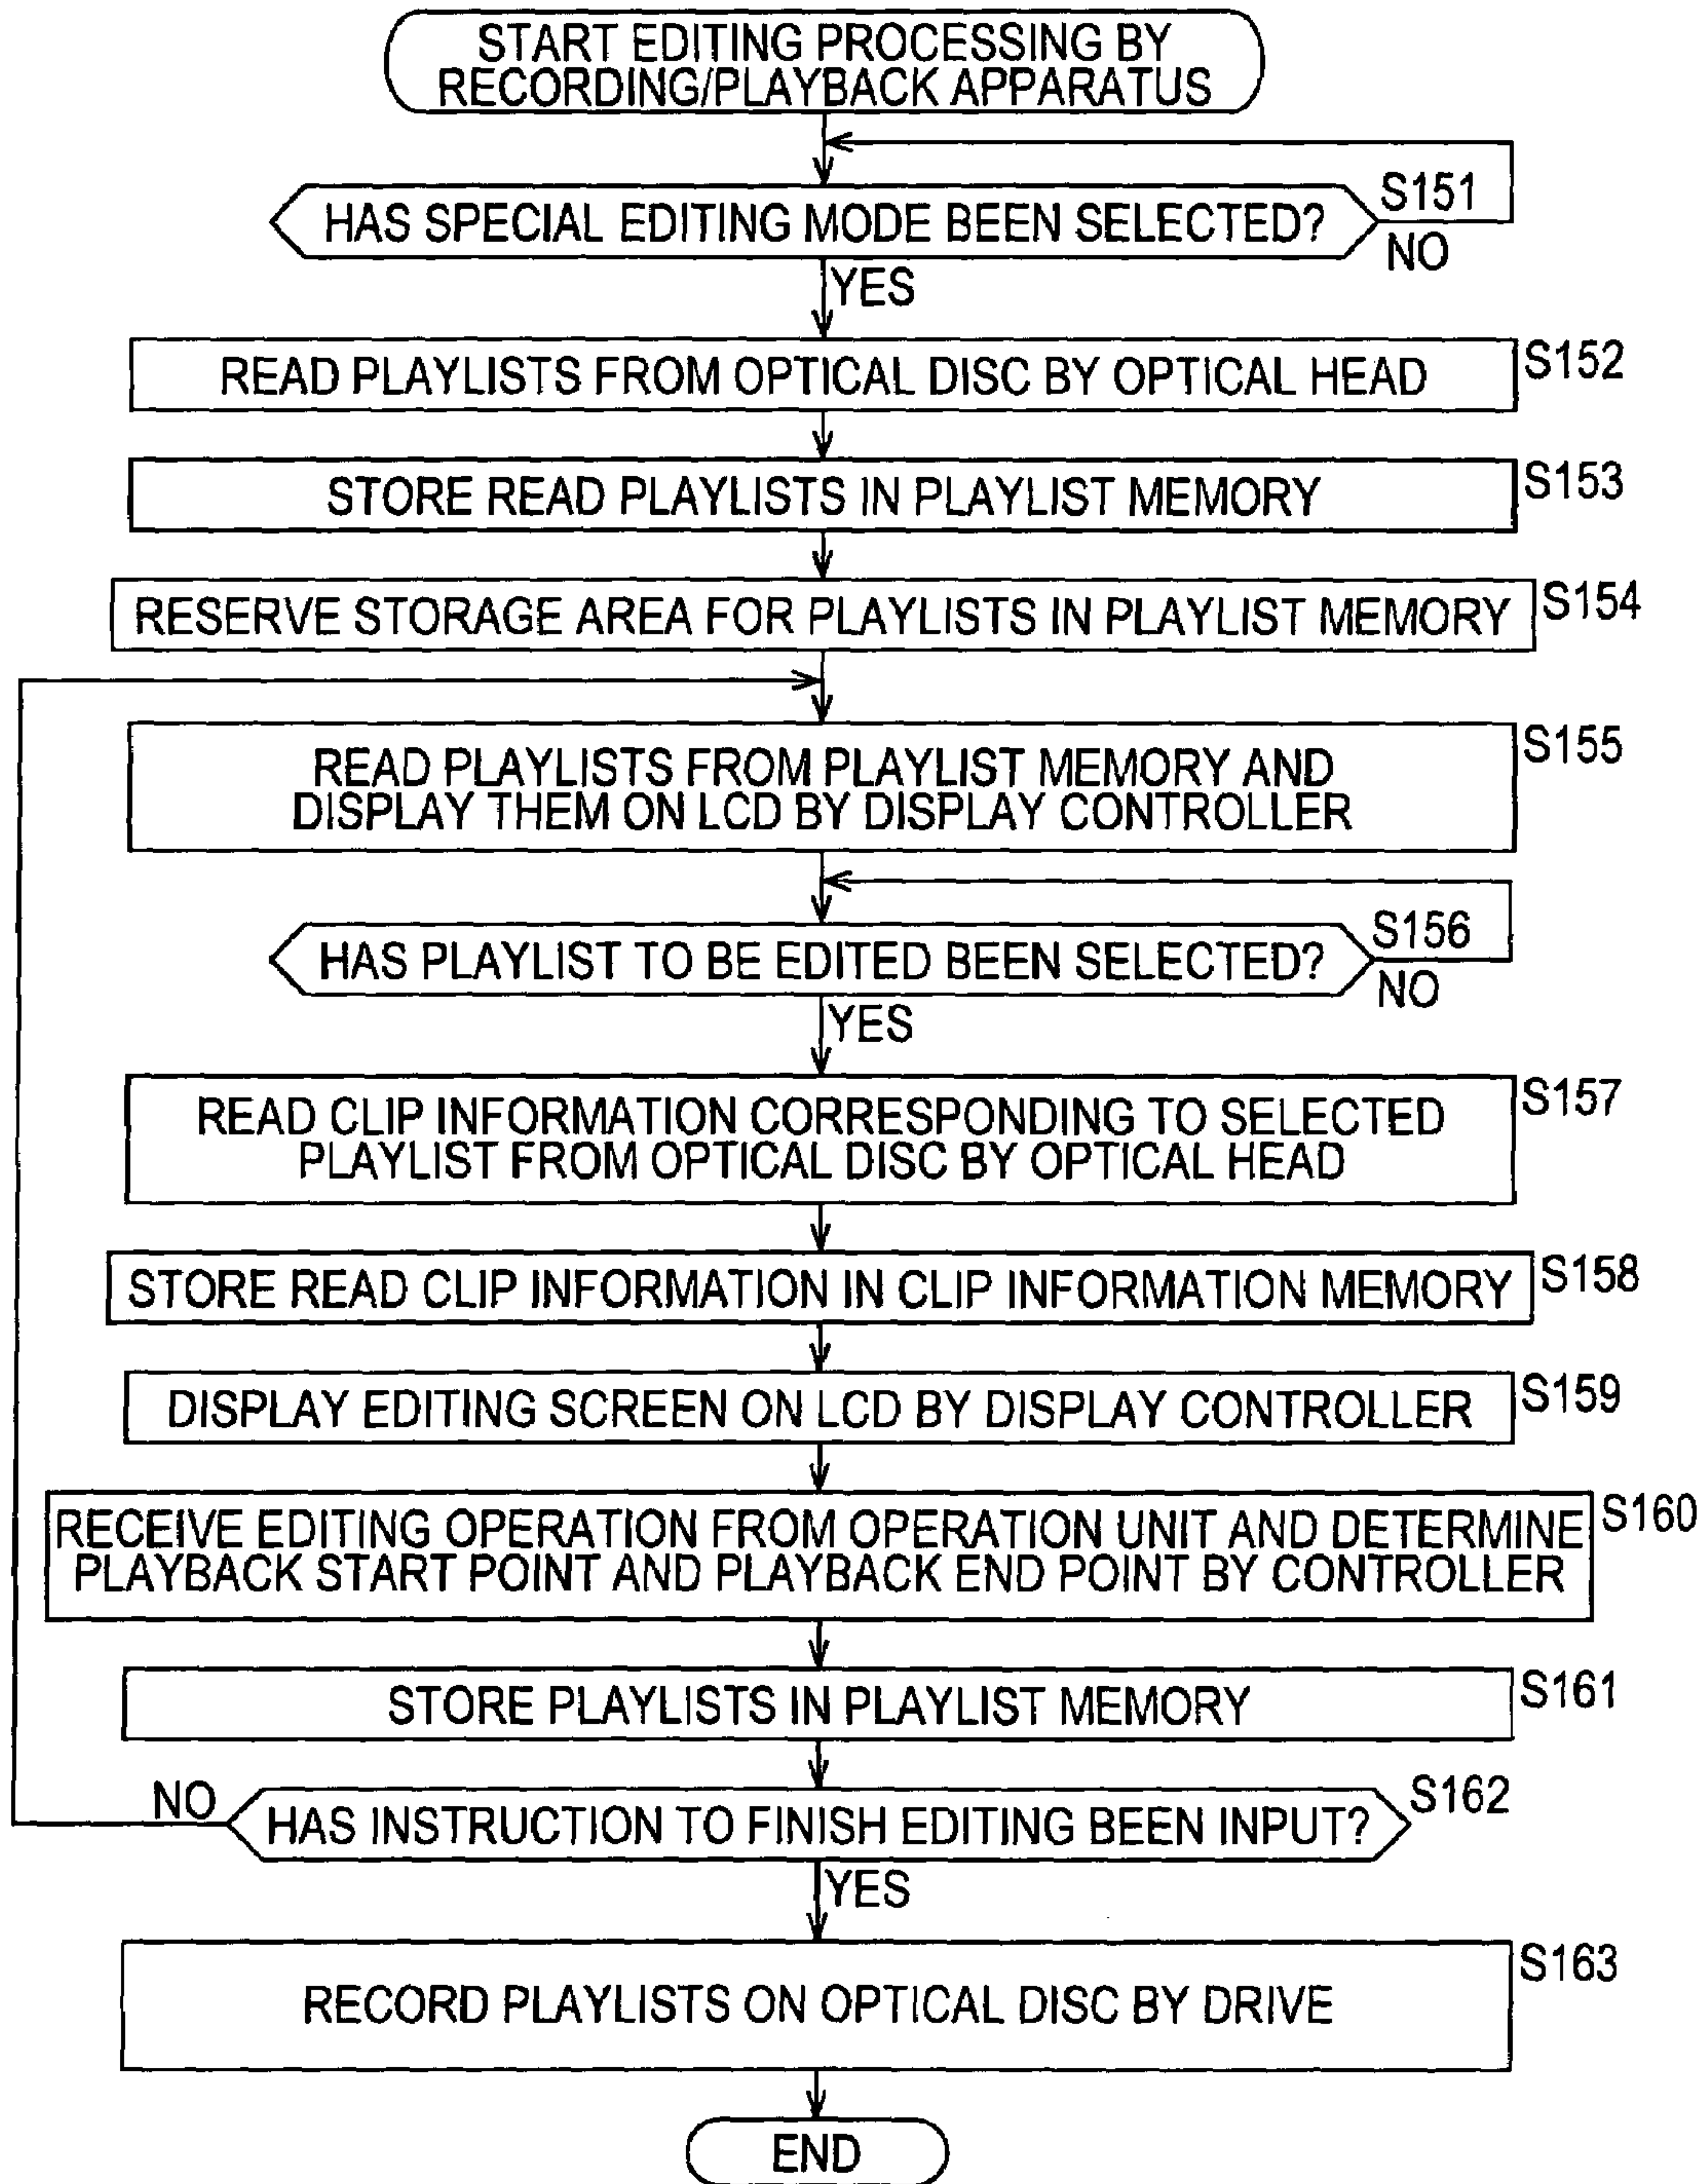 START EDITING PROCESSING BY
RECORDING/PLAYBACK APPARATUS
HAS SPECIAL EDITING MODE BEEN SELECTED?
S151
NO
YES
READ PLAYLISTS FROM OPTICAL DISC BY OPTICAL HEAD
S152
STORE READ PLAYLISTS IN PLAYLIST MEMORY
S153
RESERVE STORAGE AREA FOR PLAYLISTS IN PLAYLIST MEMORY
S154
READ PLAYLISTS FROM PLAYLIST MEMORY AND
DISPLAY THEM ON LCD BY DISPLAY CONTROLLER
S155
HAS PLAYLIST TO BE EDITED BEEN SELECTED?
S156
NO
YES
READ CLIP INFORMATION CORRESPONDING TO SELECTED
PLAYLIST FROM OPTICAL DISC BY OPTICAL HEAD
S157
STORE READ CLIP INFORMATION IN CLIP INFORMATION MEMORY
S158
DISPLAY EDITING SCREEN ON LCD BY DISPLAY CONTROLLER
S159
RECEIVE EDITING OPERATION FROM OPERATION UNIT AND DETERMINE
PLAYBACK START POINT AND PLAYBACK END POINT BY CONTROLLER
S160
STORE PLAYLISTS IN PLAYLIST MEMORY
S161
NO
HAS INSTRUCTION TO FINISH EDITING BEEN INPUT?
S162
YES
RECORD PLAYLISTS ON OPTICAL DISC BY DRIVE
S163
END